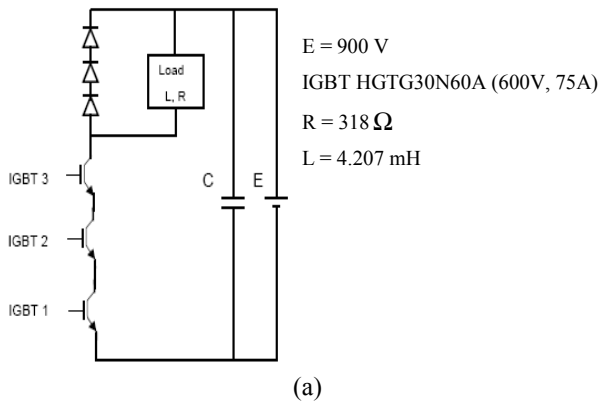 Load
L, R
E = 900 V
IGBT HGTG30N60A (600V, 75A)
R = 318 Ω
L = 4.207 mH
IGBT 3
C
E
IGBT 2
IGBT 1
(a)